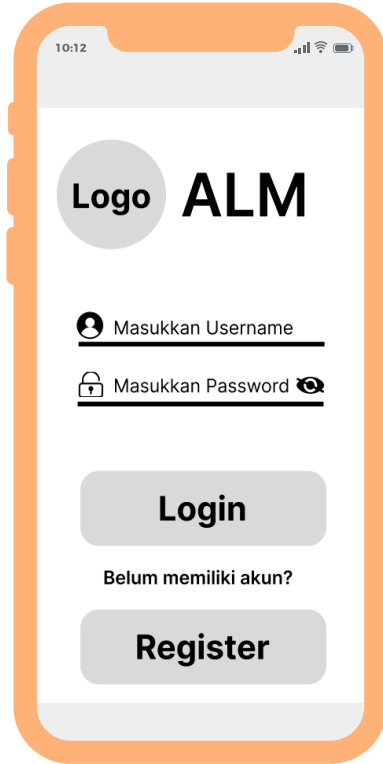 10:12
Logo ALM
Masukkan Username
Masukkan Password
Login
Belum memiliki akun?
Register